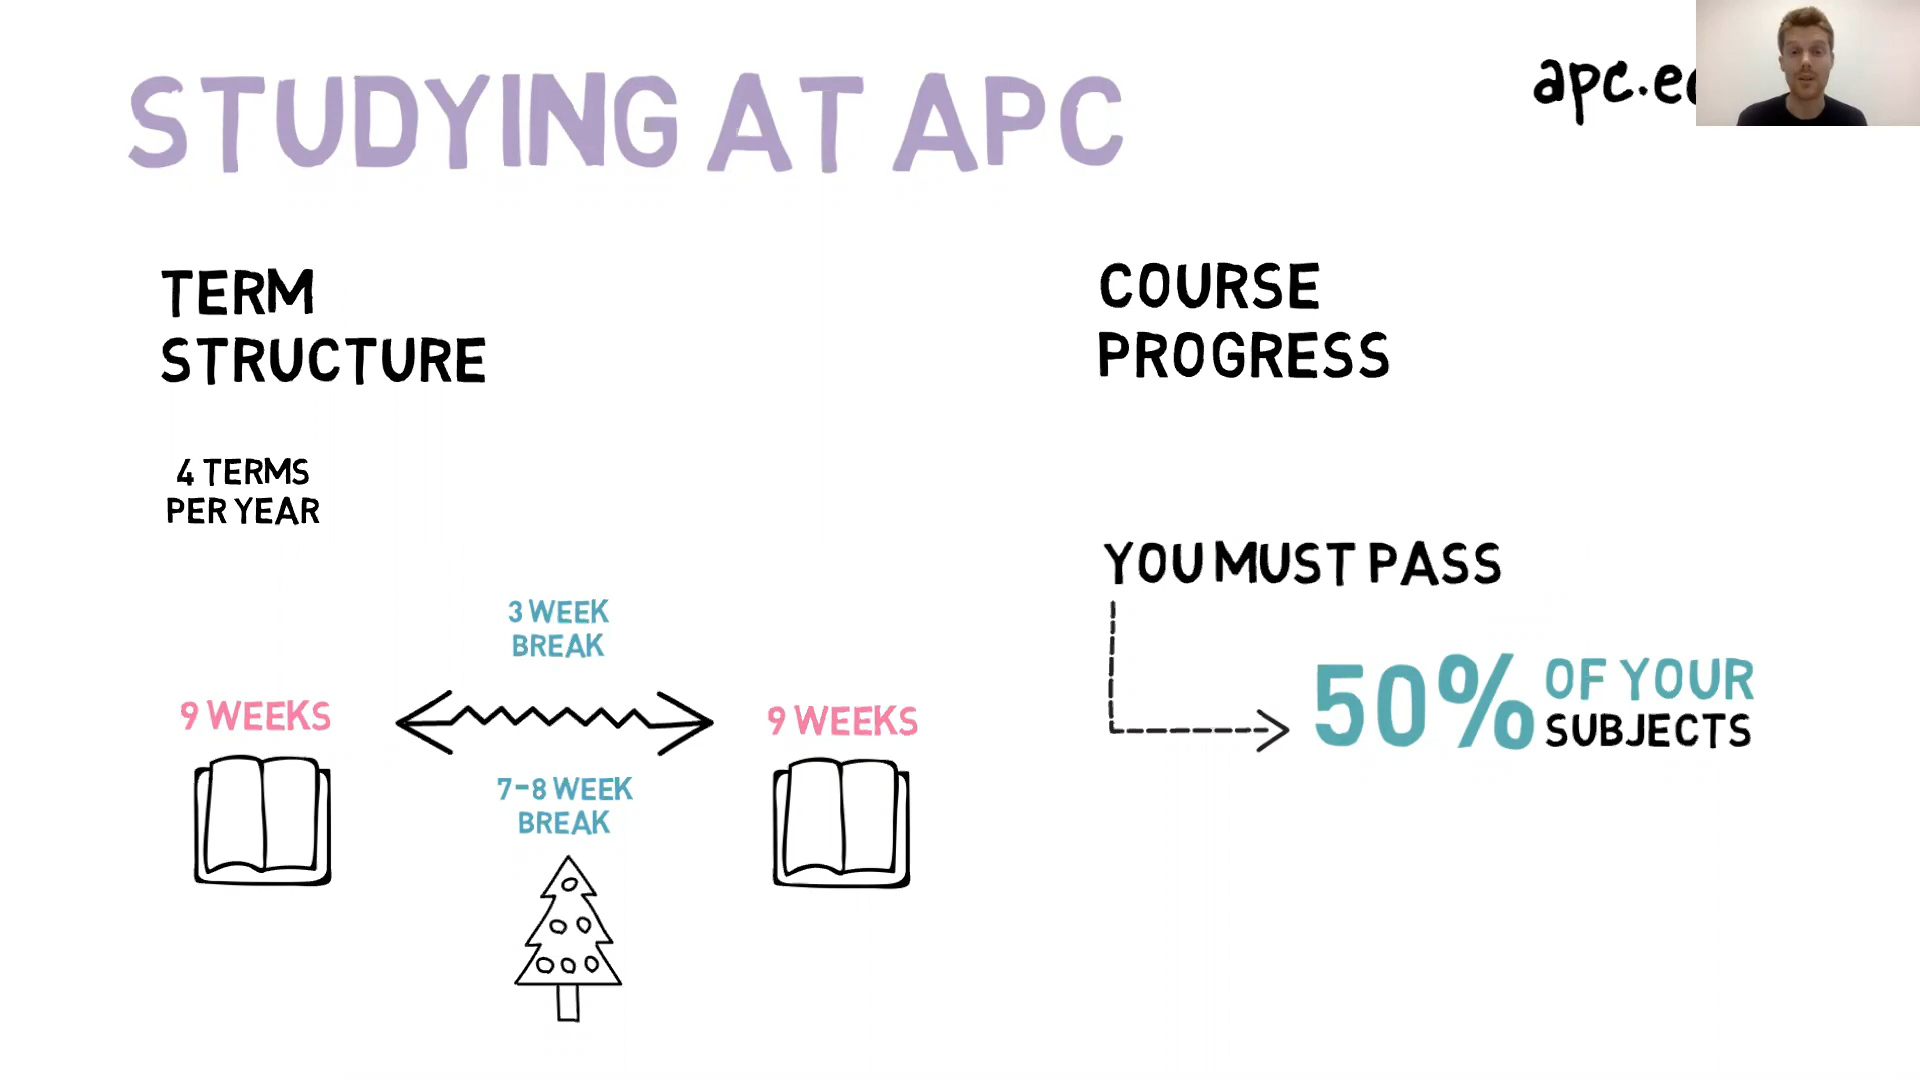 STUDYING AT APC
TERM
STRUCTURE
4 TERMS
PER YEAR
3 WEEK
BREAK
9 WEEKS
9 WEEKS
7-8 WEEK
BREAK
COURSE
PROGRESS
YOU MUST PASS
50% OF YOUR
SUBJECTS